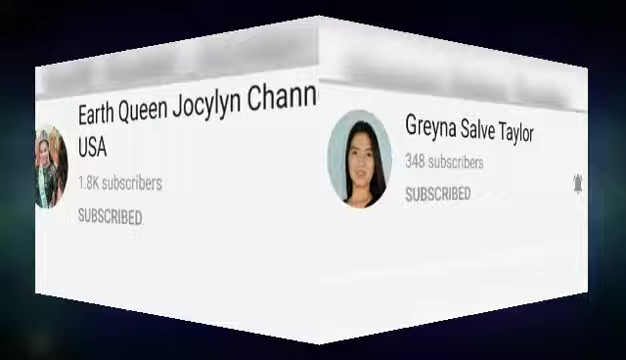 Earth Queen Jocylyn Chann
USA
1.8K subscribers
SUBSCRIBED
Greyna Salve Taylor
348 subscribers
SUBSCRIBED